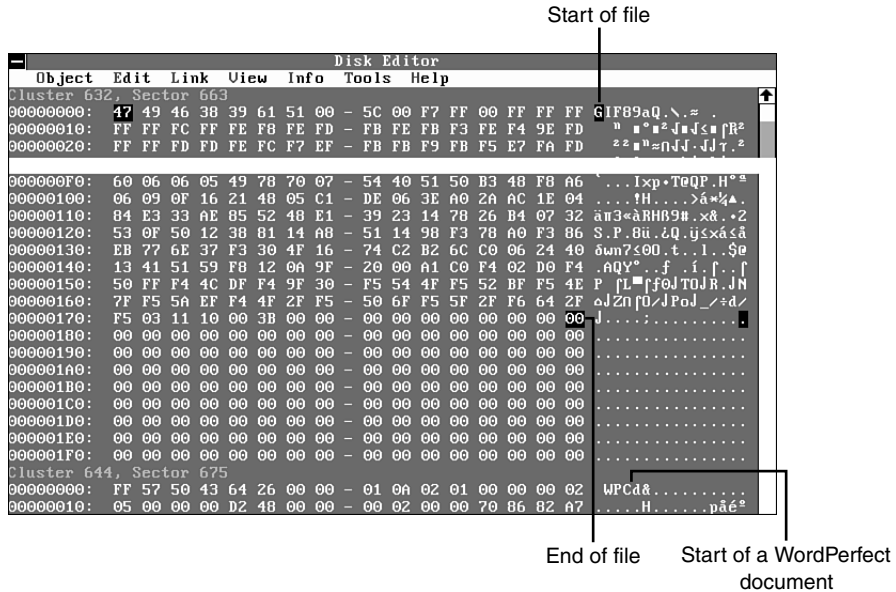 Start of file
Disk Editor
Object Edit Link View Info Tools Help
Cluster 632, Sector 663
00000000: 47 49 46 38 39 61 51 00 - 5C 00 F7 FF 00 FF FF FF GIF89aQ.\.≈ .
00000010: FF FF FC FF FE F8 FE FD - FB FE FB F3 FE F4 9E FD
00000020: FF FF FD FD FE FC F7 EF - FB FB F9 FB F5 E7 FA FD
000000F0: 60 06 06 05 49 78 70 07 - 54 40 51 50 B3 48 F8 A6 `...Ixp•T@QP.H°ª
00000100: 06 09 0F 16 21 48 05 C1 - DE 06 3E A0 2A AC 1E 04 ....!H....>á*¼▲.
00000110: 84 E3 33 AE 85 52 48 E1 - 39 23 14 78 26 B4 07 32 äπ3«àRHß9#.x&.•2
00000120: 53 0F 50 12 38 81 14 A8 - 51 14 98 F3 78 A0 F3 86 S.P.8ü.¿Q.ÿ≤xá≤å
00000130: EB 77 6E 37 F3 30 4F 16 - 74 C2 B2 6C C0 06 24 40 δwn7≤0O.t..l..$@
00000140: 13 41 51 59 F8 12 0A 9F - 20 00 A1 C0 F4 02 D0 F4 .AQY°..ƒ .í.⌠..⌠
00000150: 50 FF F4 4C DF F4 9F 30 - F5 54 4F F5 52 BF F5 4E P ⌠L▀⌠ƒ0⌡TO⌡R.⌡N
00000160: 7F F5 5A EF F4 4F 2F F5 - 50 6F F5 5F 2F F6 64 2F ⌂⌡Z∩⌠O/⌡Po⌡_/÷d/
00000170: F5 03 11 10 00 3B 00 00 - 00 00 00 00 00 00 00 00 ⌡....;..........
00000180: 00 00 00 00 00 00 00 00 - 00 00 00 00 00 00 00 00 ................
00000190: 00 00 00 00 00 00 00 00 - 00 00 00 00 00 00 00 00 ................
000001A0: 00 00 00 00 00 00 00 00 - 00 00 00 00 00 00 00 00 ................
000001B0: 00 00 00 00 00 00 00 00 - 00 00 00 00 00 00 00 00 ................
000001C0: 00 00 00 00 00 00 00 00 - 00 00 00 00 00 00 00 00 ................
000001D0: 00 00 00 00 00 00 00 00 - 00 00 00 00 00 00 00 00 ................
000001E0: 00 00 00 00 00 00 00 00 - 00 00 00 00 00 00 00 00 ................
000001F0: 00 00 00 00 00 00 00 00 - 00 00 00 00 00 00 00 00 ................
Cluster 644, Sector 675
00000000: FF 57 50 43 64 26 00 00 - 01 0A 02 01 00 00 00 02 WPCd&..........
00000010: 05 00 00 00 D2 48 00 00 - 00 02 00 00 70 86 82 A7 .....H......påéº
End of file
Start of a WordPerfect
document